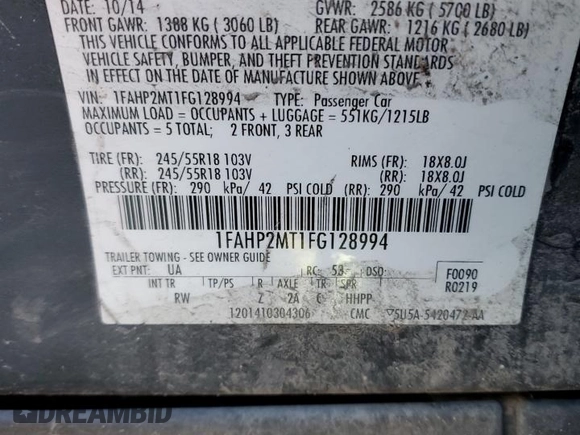 DATE: 10/14 GVWR: 2586 KG ( 5700 LB)
FRONT GAWR: 1388 KG ( 3060 LB) REAR GAWR: 1216 KG ( 2680 LB)
THIS VEHICLE CONFORMS TO ALL APPLICABLE FEDERAL MOTOR
VEHICLE SAFETY, BUMPER, AND THEFT PREVENTION STANDARDS
IN EFFECT ON THE DATE OF MANUFACTURE SHOWN ABOVE.
VIN: 1FAHP2MT1FG128994 TYPE: Passenger Car
MAXIMUM LOAD = OCCUPANTS + LUGGAGE = 551KG/1215LB
OCCUPANTS = 5 TOTAL; 2 FRONT, 3 REAR
TIRE (FR): 245/55R18 103V RIMS (FR): 18X8.0J
(RR): 245/55R18 103V (RR): 18X8.0J
PRESSURE (FR): 290 kPa/ 42 PSI COLD (RR): 290 kPa/ 42 PSI COLD
1FAHP2MT1FG128994
TRAILER TOWING - SEE OWNER GUIDE
EXT PNT: UA RC: 53 DSO: F0090
INT TR TP/PS R AXLE TR SPR R0219
RW Z 2A C HHPP
1201410304306 CMC 5U5A-5420472-AA
DREAMBID